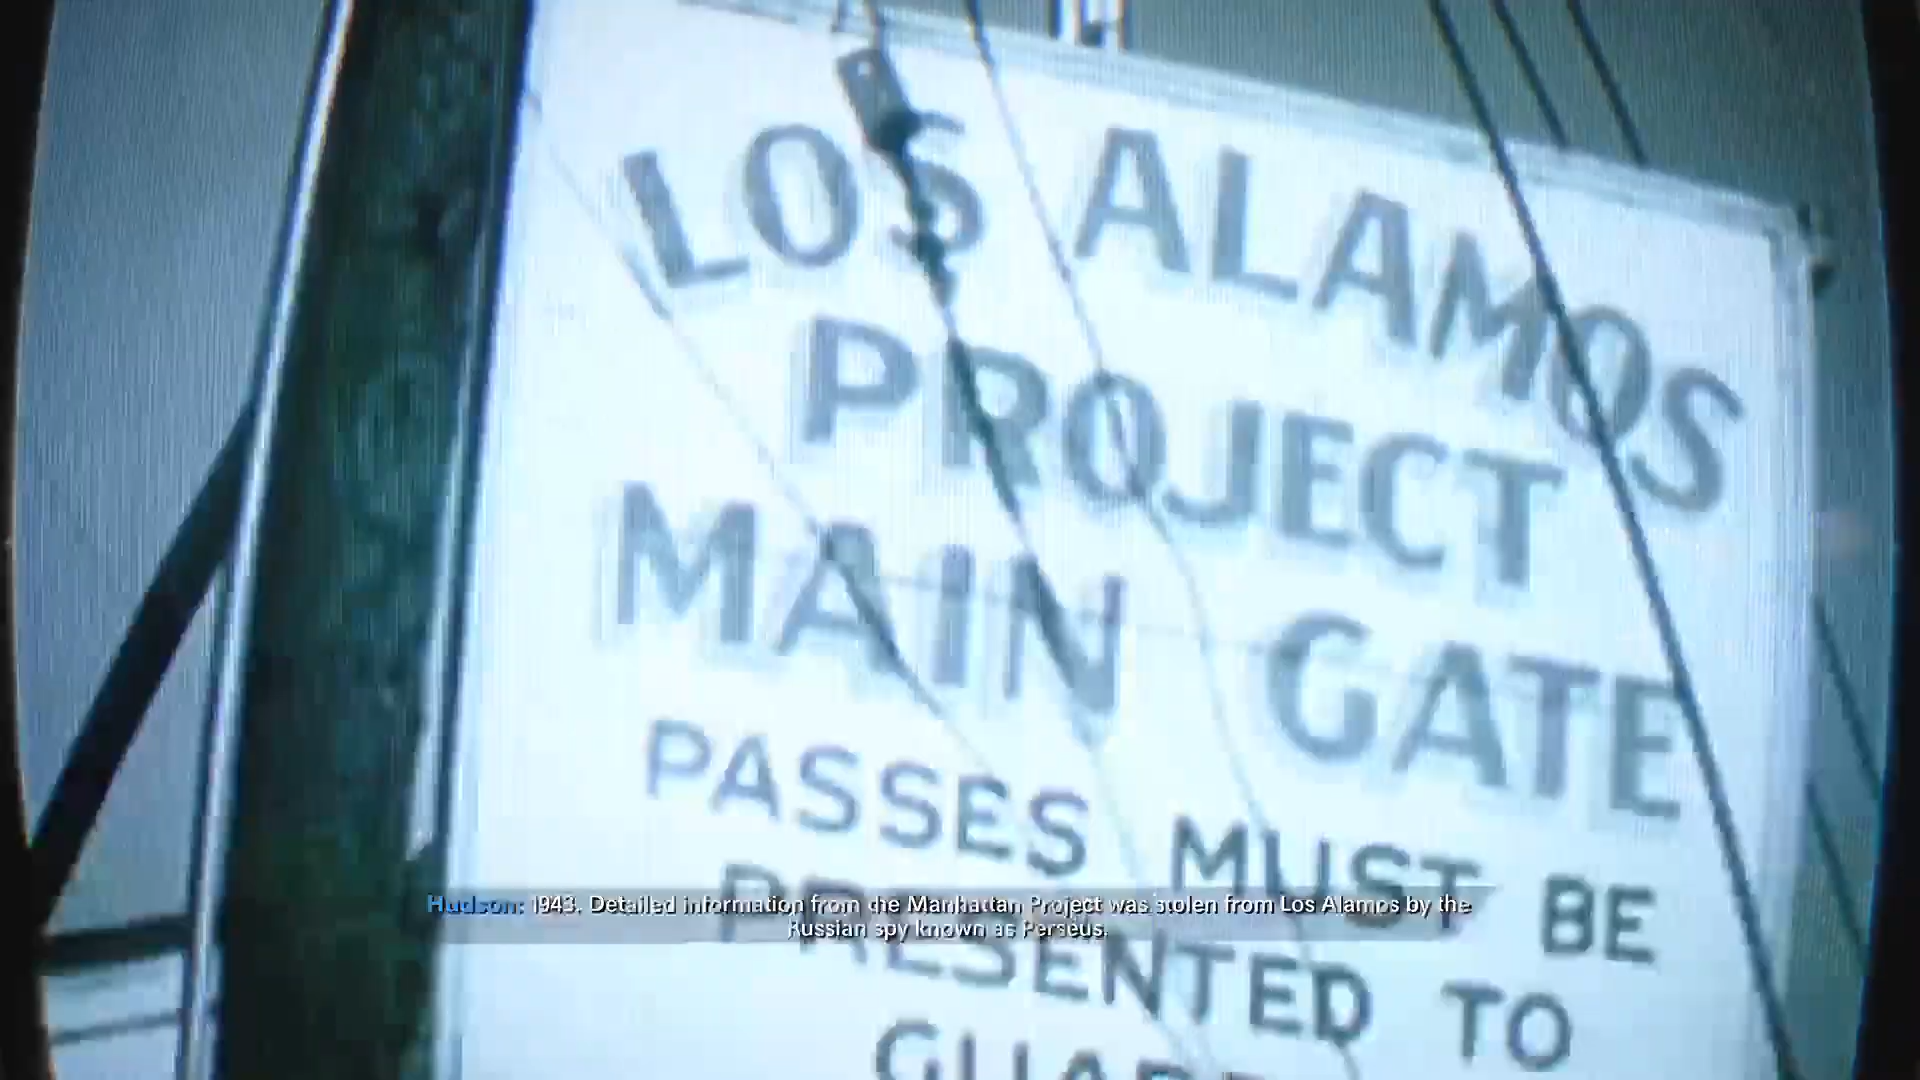 LOS ALAMOS
PROJECT
MAIN GATE
PASSES MUST BE
PRESENTED TO
Hudson: 1943. Detailed information from the Manhattan Project was stolen from Los Alamos by the
Russian spy known as Perseus.